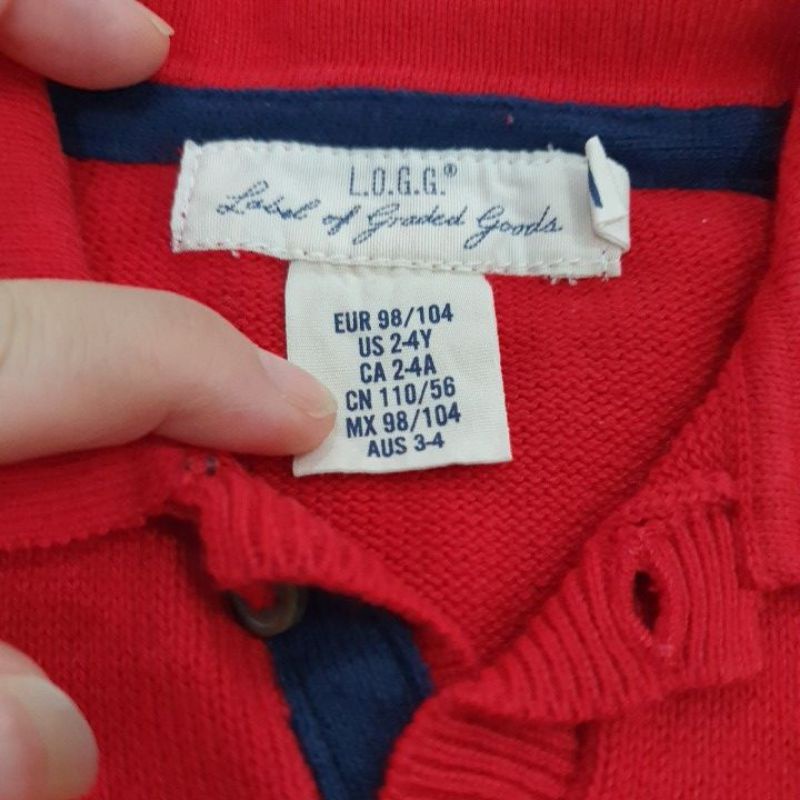 L.O.G.G.®
Label of Graded Goods
EUR 98/104
US 2-4Y
CA 2-4A
CN 110/56
MX 98/104
AUS 3-4